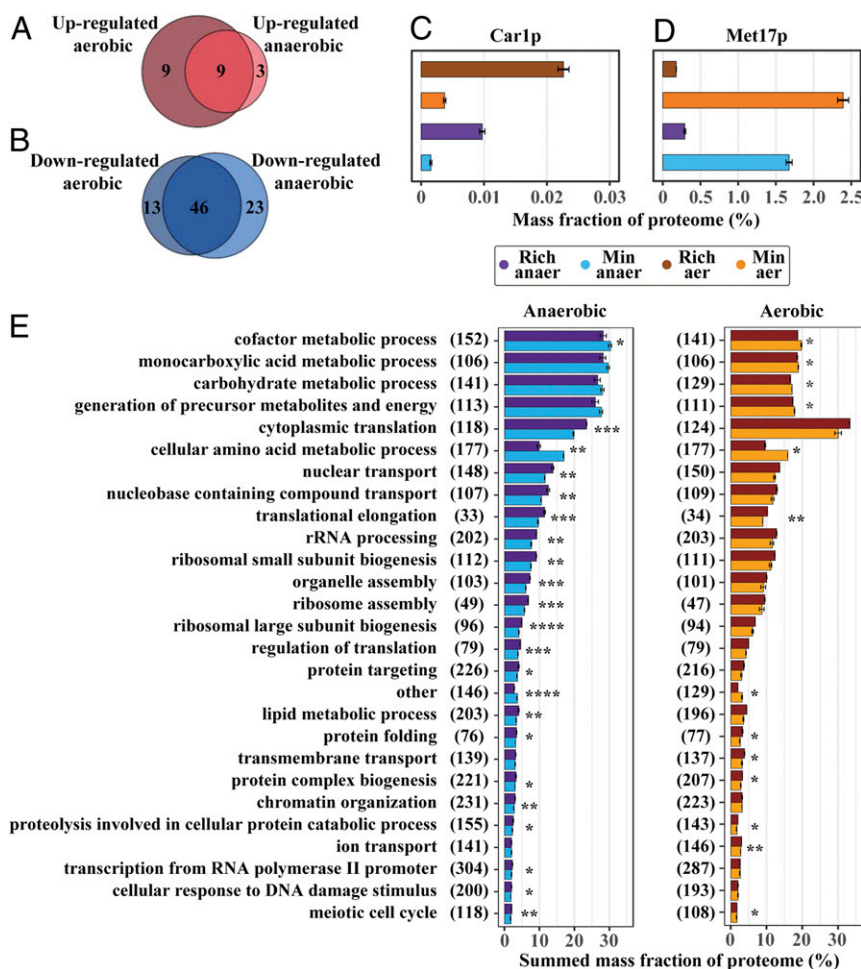 A
Up-regulated aerobic
Up-regulated anaerobic
9
9
3
B
Down-regulated aerobic
Down-regulated anaerobic
13
46
23
C
Car1p
0
0.01
0.02
0.03
D
Met17p
0
0.5
1.0
1.5
2.0
2.5
Mass fraction of proteome (%)
Rich anaer
Min anaer
Rich aer
Min aer
E
Anaerobic
Aerobic
cofactor metabolic process (152) * (141) *
monocarboxylic acid metabolic process (106) (106) *
carbohydrate metabolic process (141) (129) *
generation of precursor metabolites and energy (113) (111) *
cytoplasmic translation (118) *** (124)
cellular amino acid metabolic process (177) ** (177) *
nuclear transport (148) ** (150)
nucleobase containing compound transport (107) ** (109)
translational elongation (33) *** (34) **
rRNA processing (202) ** (203)
ribosomal small subunit biogenesis (112) ** (111)
organelle assembly (103) *** (101)
ribosome assembly (49) *** (47)
ribosomal large subunit biogenesis (96) **** (94)
regulation of translation (79) *** (79)
protein targeting (226) * (216)
other (146) **** (129) *
lipid metabolic process (203) ** (196)
protein folding (76) * (77) *
transmembrane transport (139) (137) *
protein complex biogenesis (221) * (207) *
chromatin organization (231) ** (223)
proteolysis involved in cellular protein catabolic process (155) * (143) *
ion transport (141) (146) **
transcription from RNA polymerase II promoter (304) * (287)
cellular response to DNA damage stimulus (200) * (193)
meiotic cell cycle (118) ** (108) *
0 10 20 30
0 10 20 30
Summed mass fraction of proteome (%)